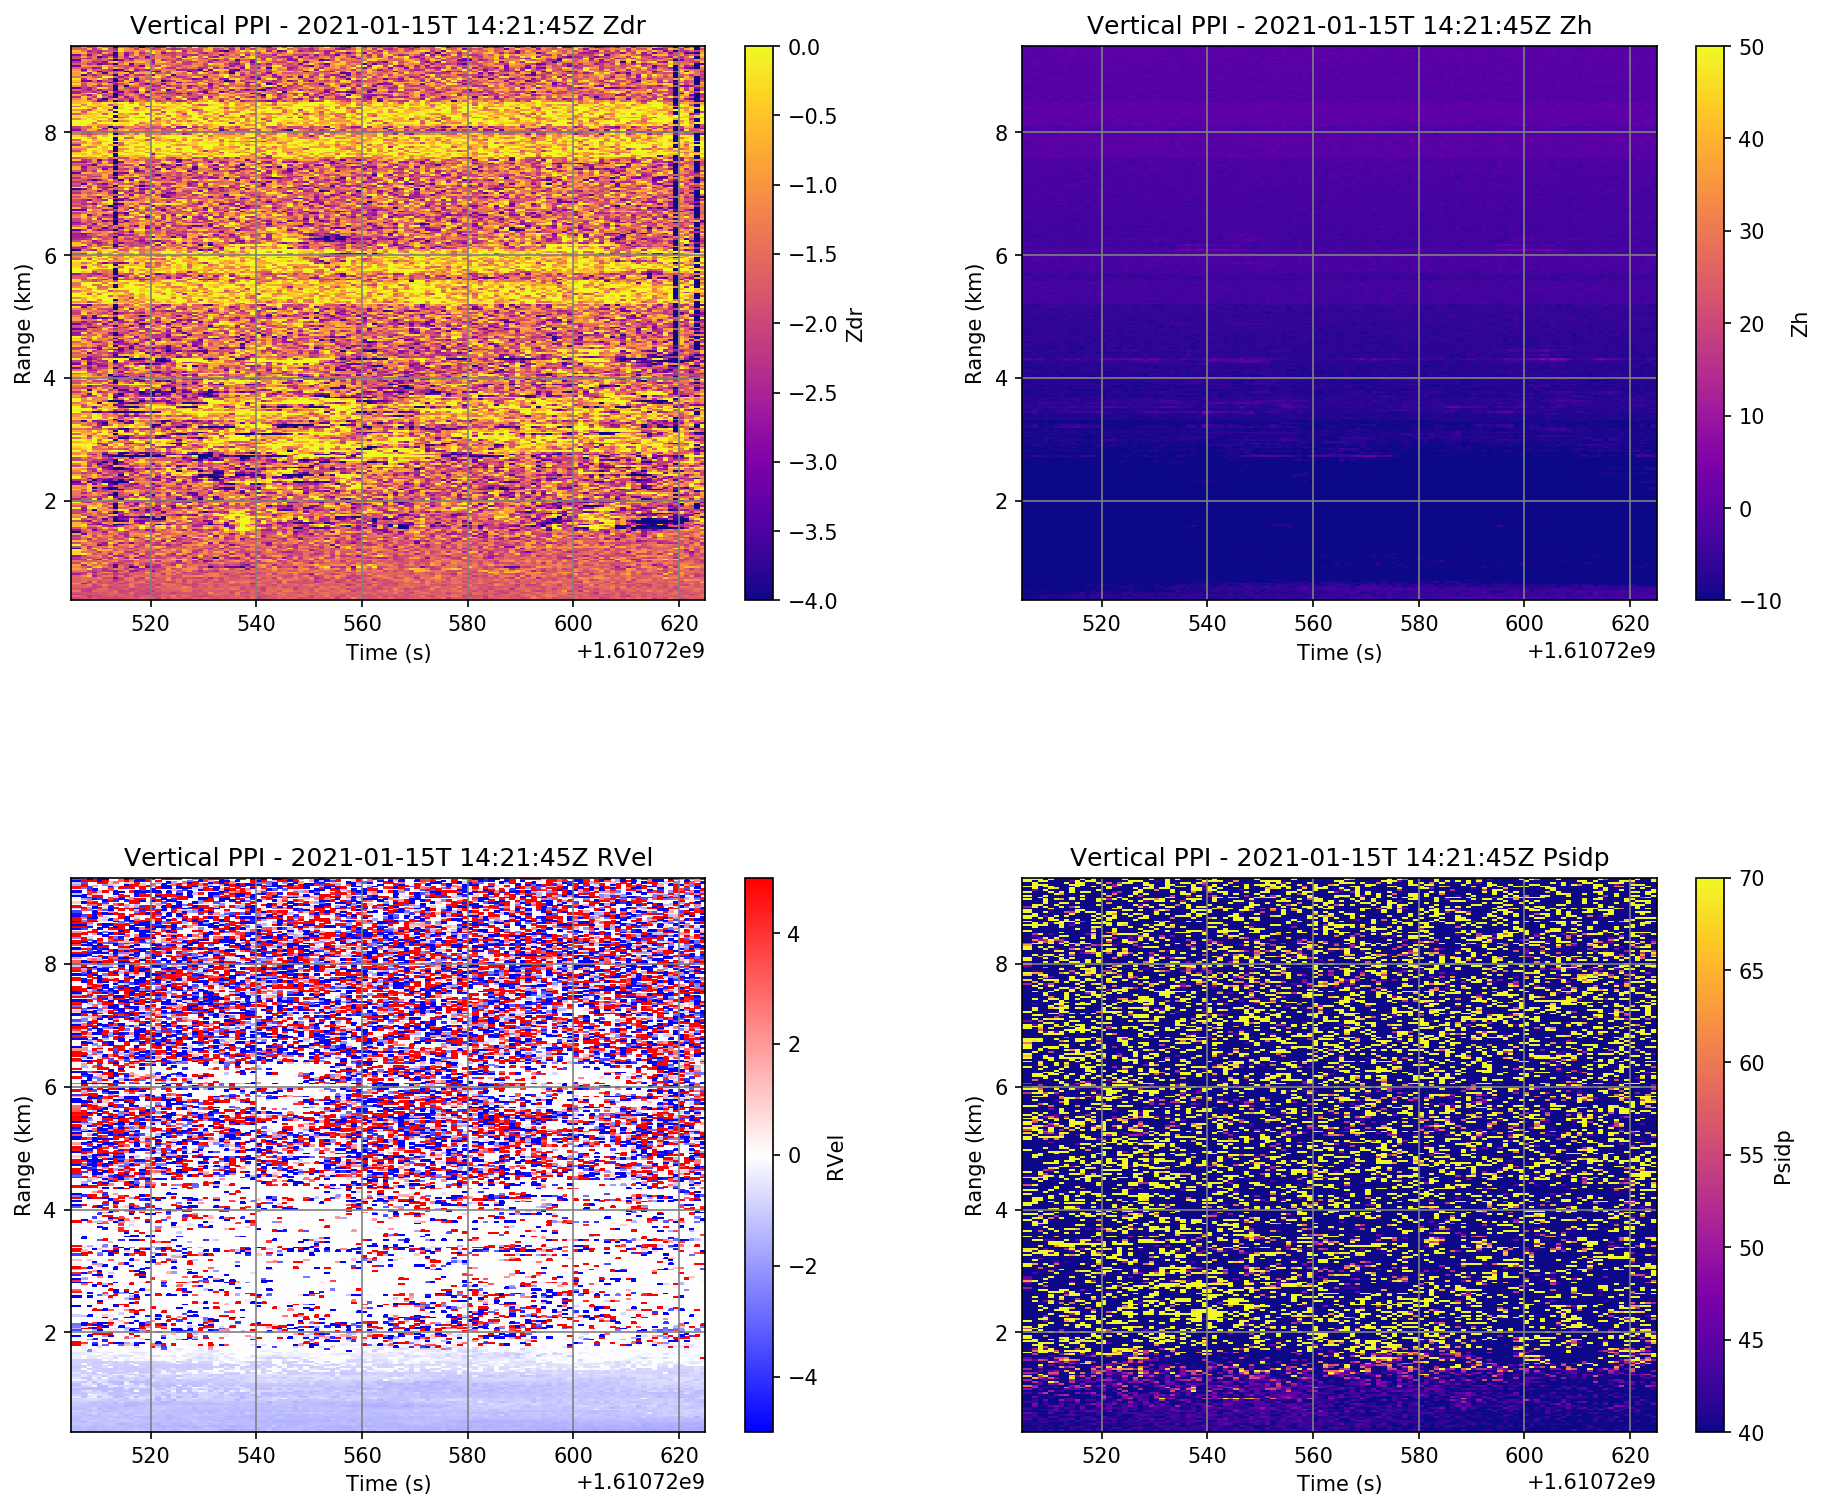 Vertical PPI - 2021-01-15T 14:21:45Z Zdr
Range (km)
8
6
4
2
520 540 560 580 600 620
Time (s)
+1.61072e9
0.0
−0.5
−1.0
−1.5
−2.0
−2.5
−3.0
−3.5
−4.0
Zdr
Vertical PPI - 2021-01-15T 14:21:45Z Zh
Range (km)
8
6
4
2
520 540 560 580 600 620
Time (s)
+1.61072e9
50
40
30
20
10
0
−10
Zh
Vertical PPI - 2021-01-15T 14:21:45Z RVel
Range (km)
8
6
4
2
520 540 560 580 600 620
Time (s)
+1.61072e9
4
2
0
−2
−4
RVel
Vertical PPI - 2021-01-15T 14:21:45Z Psidp
Range (km)
8
6
4
2
520 540 560 580 600 620
Time (s)
+1.61072e9
70
65
60
55
50
45
40
Psidp